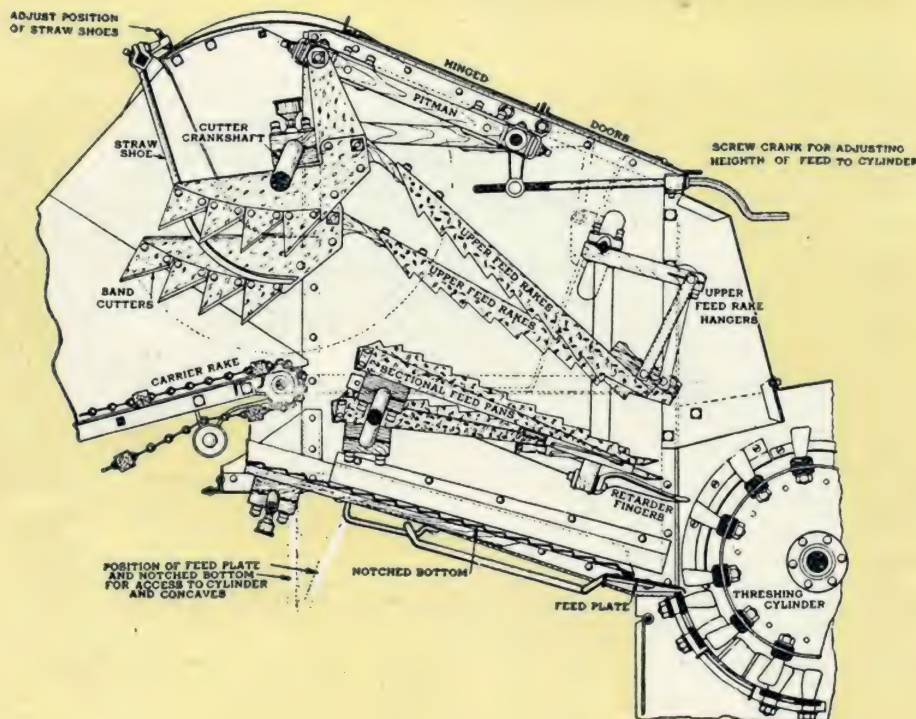 ADJUST POSITION
OF STRAW SHOES
HINGED
DOORS
PITMAN
CUTTER
CRANKSHAFT
STRAW
SHOE
SCREW CRANK FOR ADJUSTING
HEIGHTH OF FEED TO CYLINDER
UPPER FEED RAKES
UPPER FEED RAKES
UPPER
FEED RAKE
HANGERS
BAND
CUTTERS
CARRIER RAKE
SECTIONAL FEED PANS
RETARDER
FINGERS
POSITION OF FEED PLATE
AND NOTCHED BOTTOM
FOR ACCESS TO CYLINDER
AND CONCAVES
NOTCHED BOTTOM
FEED PLATE
THRESHING
CYLINDER